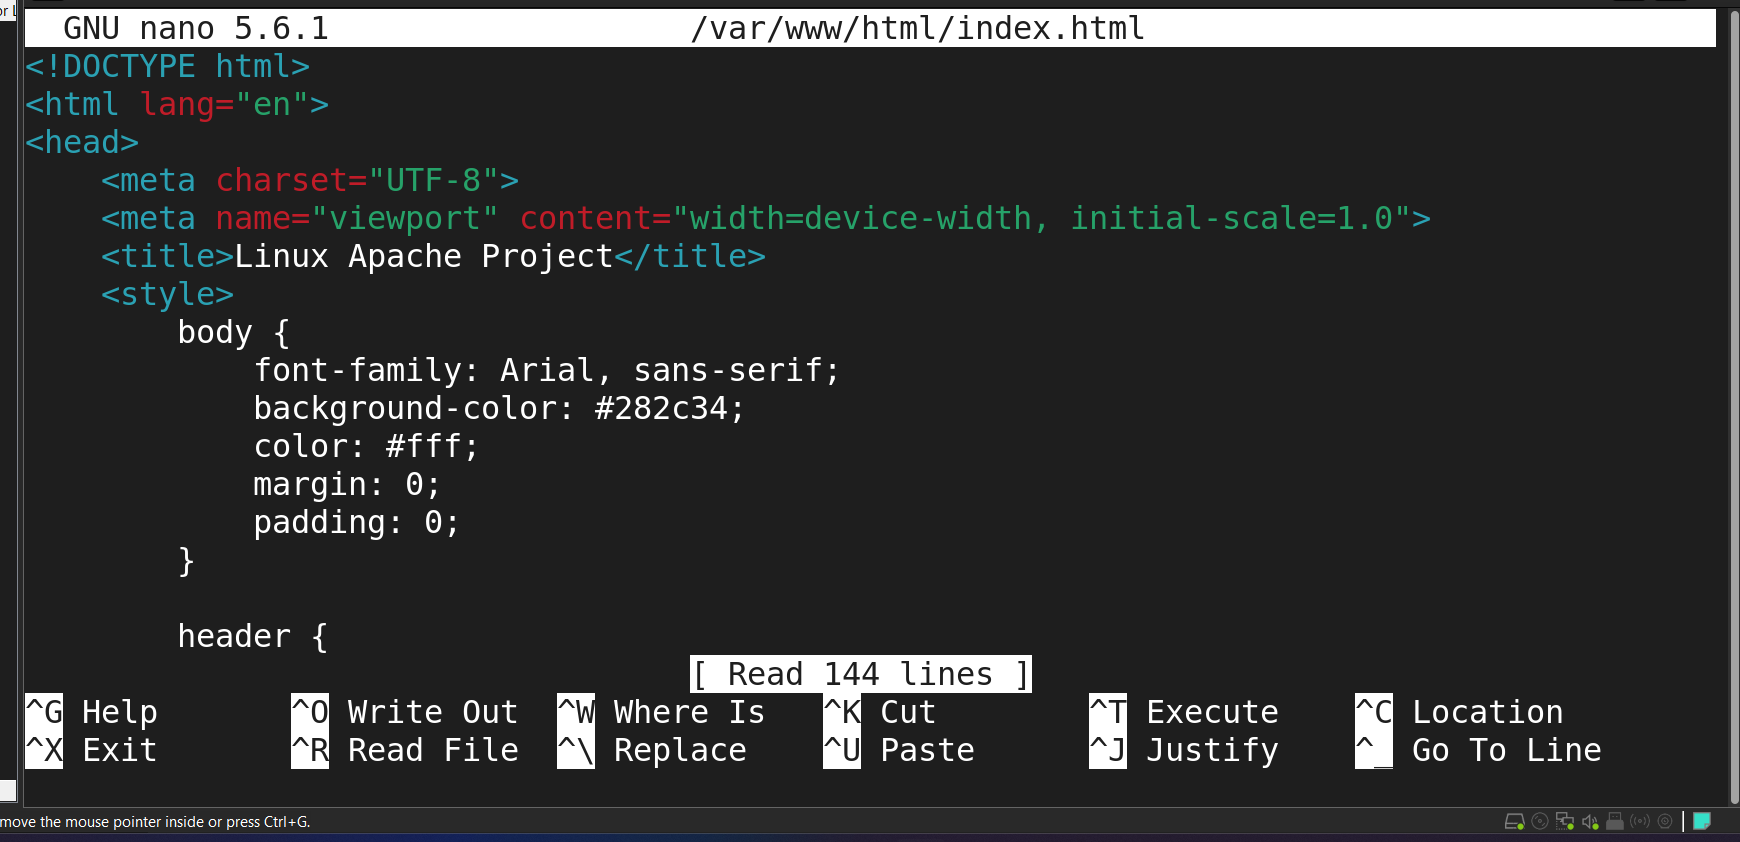 or L
GNU nano 5.6.1 /var/www/html/index.html
<!DOCTYPE html>
<html lang="en">
<head>
    <meta charset="UTF-8">
    <meta name="viewport" content="width=device-width, initial-scale=1.0">
    <title>Linux Apache Project</title>
    <style>
        body {
            font-family: Arial, sans-serif;
            background-color: #282c34;
            color: #fff;
            margin: 0;
            padding: 0;
        }
        header {
[ Read 144 lines ]
^G Help ^O Write Out ^W Where Is ^K Cut ^T Execute ^C Location
^X Exit ^R Read File ^\ Replace ^U Paste ^J Justify ^_ Go To Line
move the mouse pointer inside or press Ctrl+G.